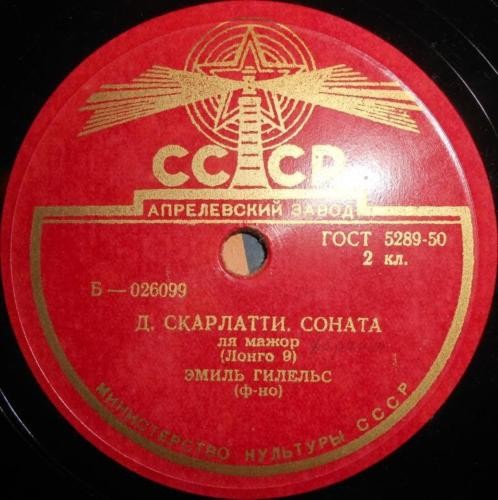 СССР
АПРЕЛЕВСКИЙ ЗАВОД
ГОСТ 5289-50
2 кл.
Б — 026099
Д. СКАРЛАТТИ. СОНАТА
ля мажор
(Лонго 9)
ЭМИЛЬ ГИЛЕЛЬС
(ф-но)
МИНИСТЕРСТВО КУЛЬТУРЫ СССР